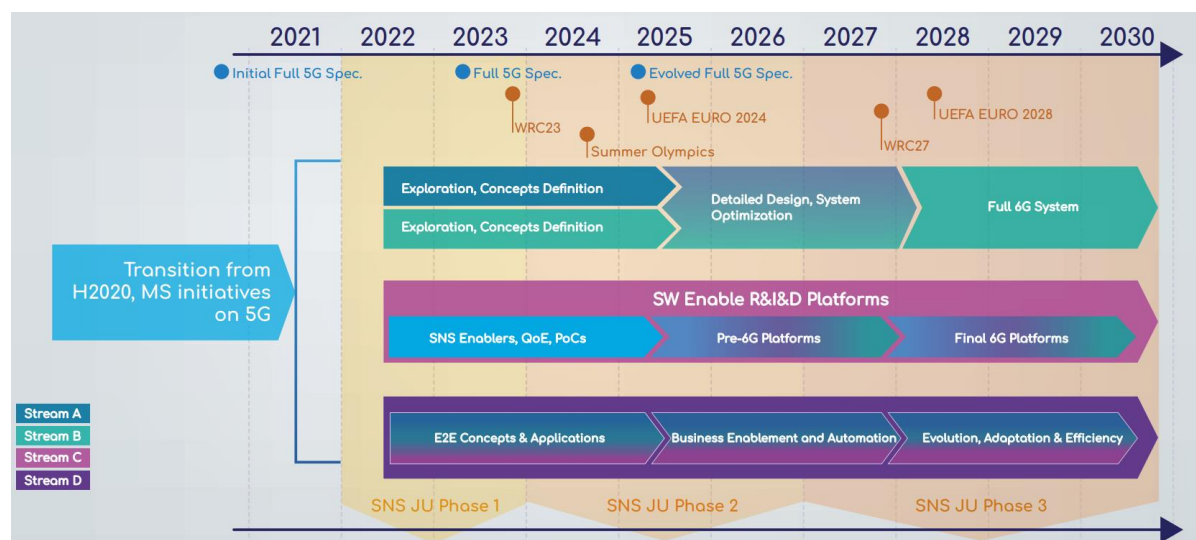 2021 2022 2023 2024 2025 2026 2027 2028 2029 2030
Initial Full 5G Spec. Full 5G Spec. Evolved Full 5G Spec.
WRC23
Summer Olympics
UEFA EURO 2024
WRC27
UEFA EURO 2028
Exploration, Concepts Definition
Exploration, Concepts Definition
Detailed Design, System
Optimization
Full 6G System
Transition from
H2020, MS initiatives
on 5G
SW Enable R&I&D Platforms
SNS Enablers, QoE, PoCs
Pre-6G Platforms
Final 6G Platforms
E2E Concepts & Applications
Business Enablement and Automation
Evolution, Adaptation & Efficiency
Stream A
Stream B
Stream C
Stream D
SNS JU Phase 1
SNS JU Phase 2
SNS JU Phase 3